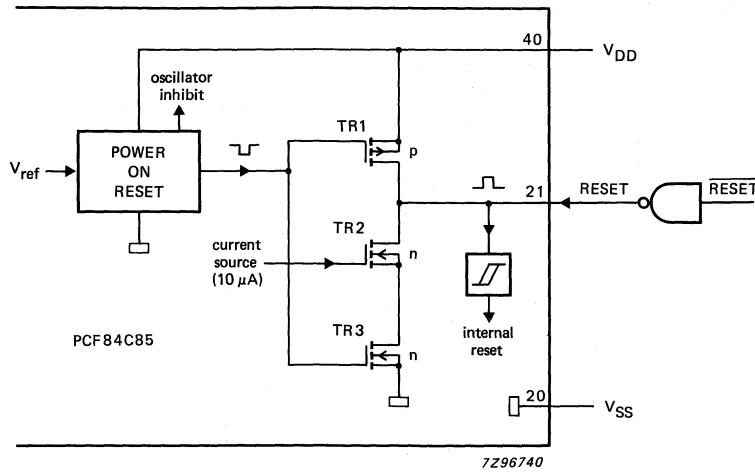 40
V_DD
oscillator
inhibit
TR1
POWER
ON
RESET
p
V_ref
21
RESET
RESET
TR2
n
current
source
(10 μA)
internal
reset
TR3
n
PCF84C85
20
V_SS
7Z96740